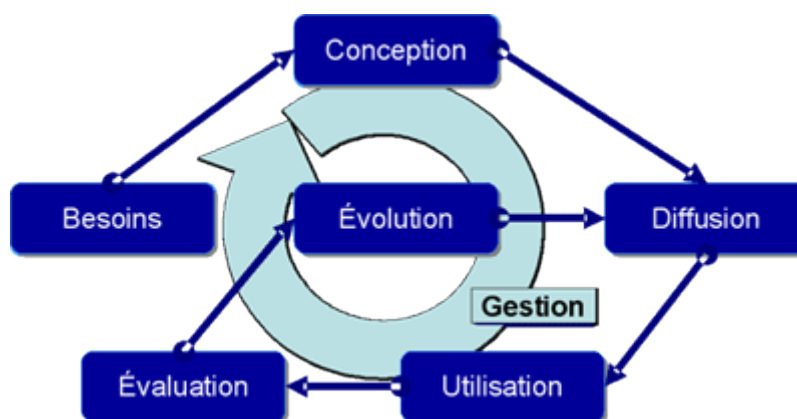 Conception
Besoins
Évolution
Diffusion
Gestion
Évaluation
Utilisation